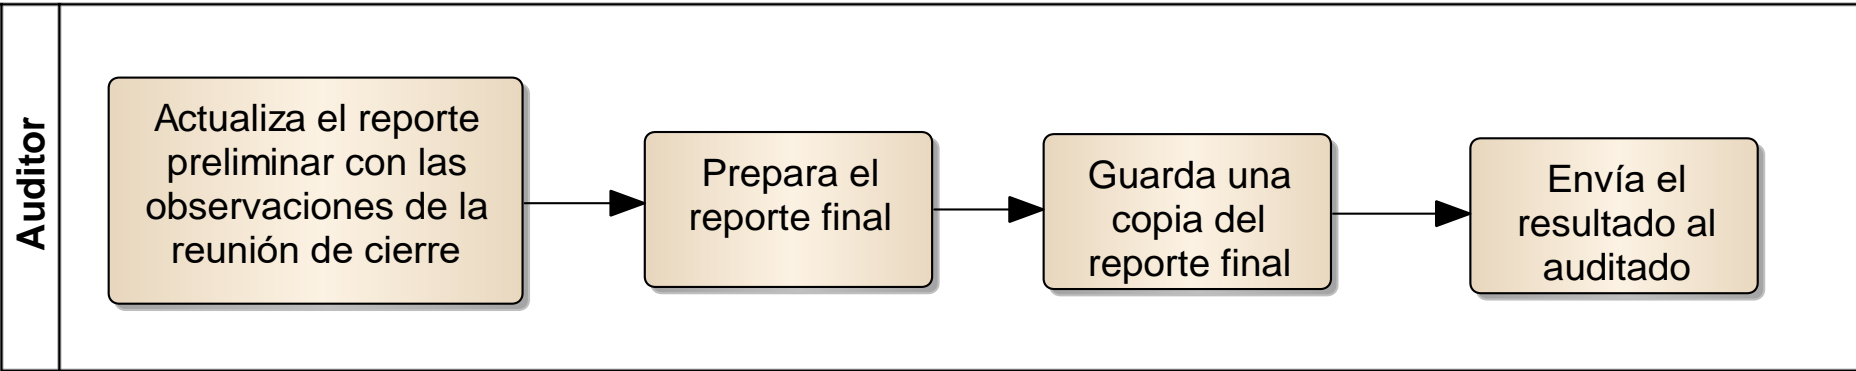 Auditor
Actualiza el reporte
preliminar con las
observaciones de la
reunión de cierre
Prepara el
reporte final
Guarda una
copia del
reporte final
Envía el
resultado al
auditado